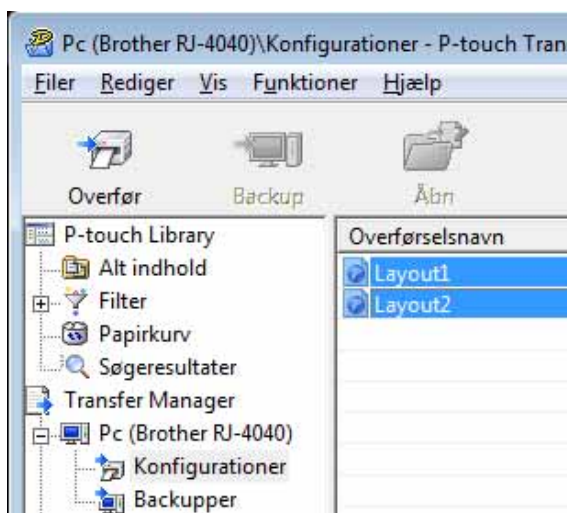 Pc (Brother RJ-4040)\Konfigurationer - P-touch Tran
Filer Rediger Vis Funktioner Hjælp
Overfør Backup Åbn
P-touch Library
Alt indhold
Filter
Papirkurv
Søgeresultater
Transfer Manager
Pc (Brother RJ-4040)
Konfigurationer
Backupper
Overførselsnavn
Layout1
Layout2